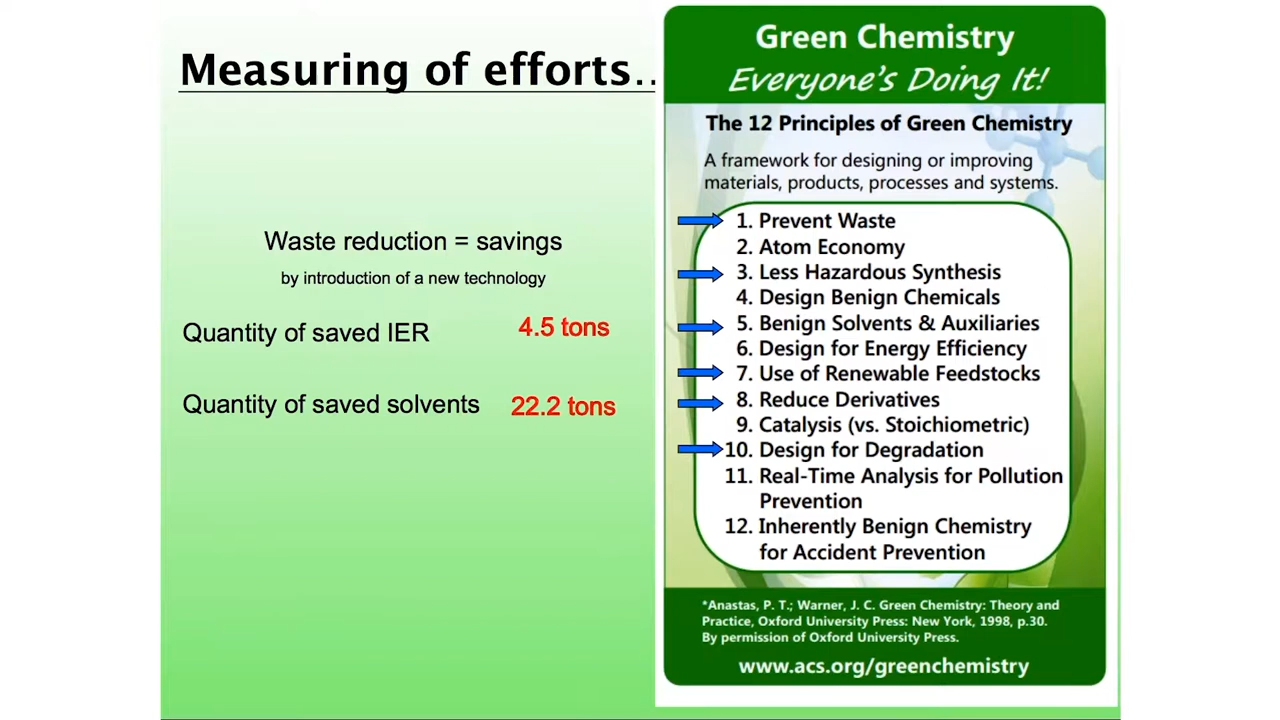 Measuring of efforts..
Waste reduction = savings
by introduction of a new technology
Quantity of saved IER 4.5 tons
Quantity of saved solvents 22.2 tons
Green Chemistry
Everyone's Doing It!
The 12 Principles of Green Chemistry
A framework for designing or improving
materials, products, processes and systems.
1. Prevent Waste
2. Atom Economy
3. Less Hazardous Synthesis
4. Design Benign Chemicals
5. Benign Solvents & Auxiliaries
6. Design for Energy Efficiency
7. Use of Renewable Feedstocks
8. Reduce Derivatives
9. Catalysis (vs. Stoichiometric)
10. Design for Degradation
11. Real-Time Analysis for Pollution
Prevention
12. Inherently Benign Chemistry
for Accident Prevention
*Anastas, P. T.; Warner, J. C. Green Chemistry: Theory and
Practice, Oxford University Press: New York, 1998, p.30.
By permission of Oxford University Press.
www.acs.org/greenchemistry